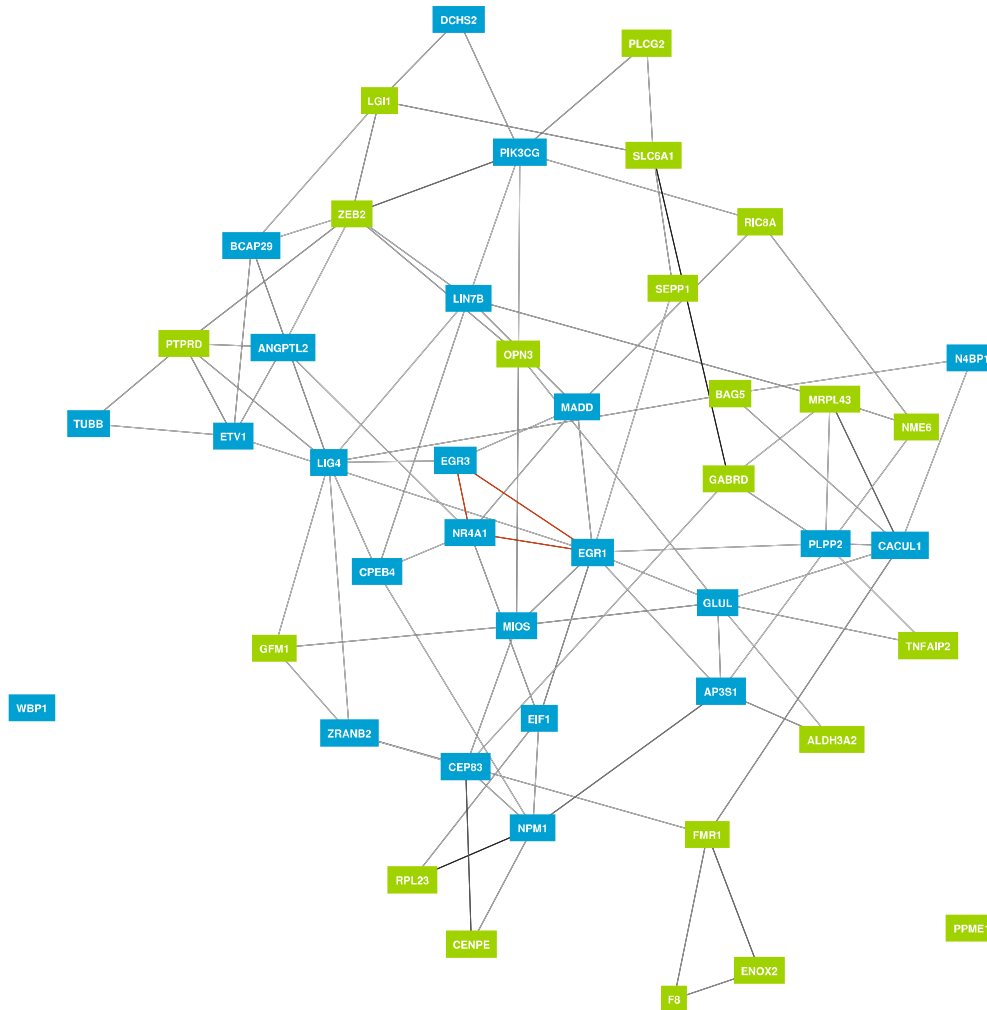 DCHS2
PLCG2
LGI1
PIK3CG
SLC6A1
ZEB2
RIC8A
BCAP29
SEPP1
LIN7B
PTPRD
ANGPTL2
OPN3
N4BP1
BAG5
MRPL43
MADD
TUBB
ETV1
NME6
LIG4
EGR3
GABRD
NR4A1
EGR1
PLPP2
CACUL1
CPEB4
GLUL
MIOS
GFM1
TNFAIP2
AP3S1
WBP1
EIF1
ZRANB2
ALDH3A2
CEP83
NPM1
FMR1
RPL23
PPME1
CENPE
ENOX2
F8